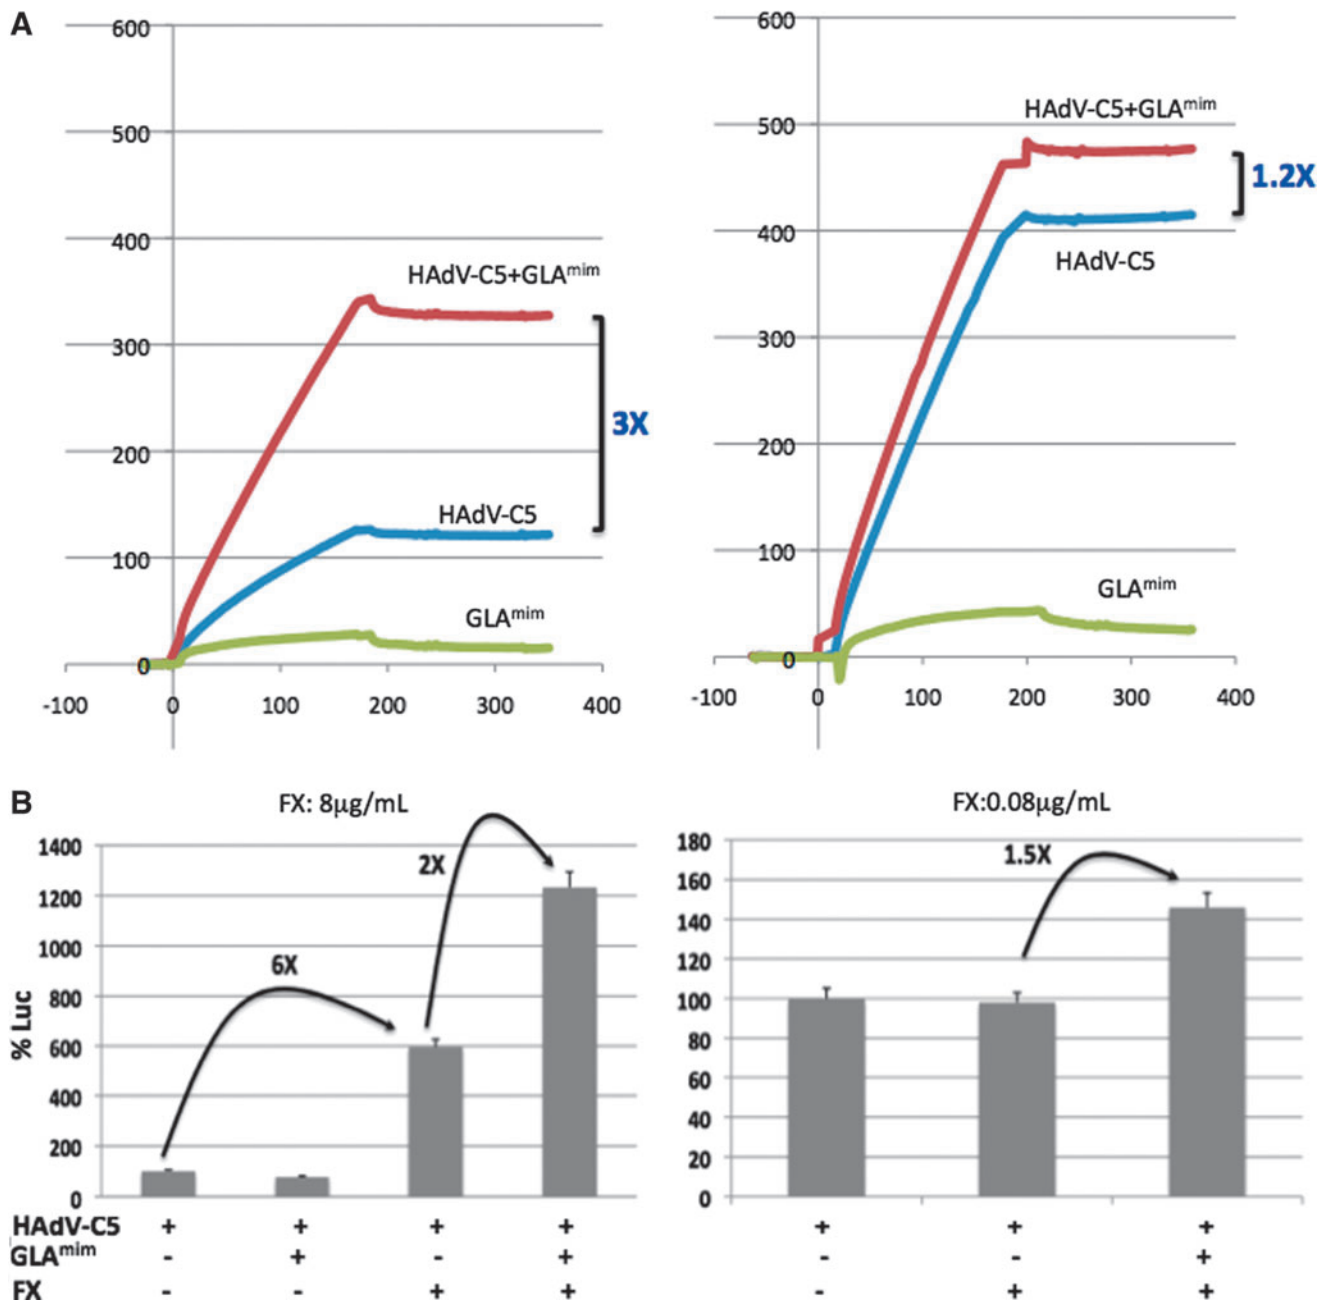 A
600
500
400
300
200
100
0
-100 0 100 200 300 400
HAdV-C5+GLAmim
HAdV-C5
GLAmim
3X
600
500
400
300
200
100
0
-100 0 100 200 300 400
HAdV-C5+GLAmim
HAdV-C5
GLAmim
1.2X
B
FX: 8μg/mL
% Luc
1400
1200
1000
800
600
400
200
0
6X
2X
FX:0.08μg/mL
180
160
140
120
100
80
60
40
20
0
1.5X
HAdV-C5 + + + + + + +
GLAmim - + - + - - +
FX - - + + - + +